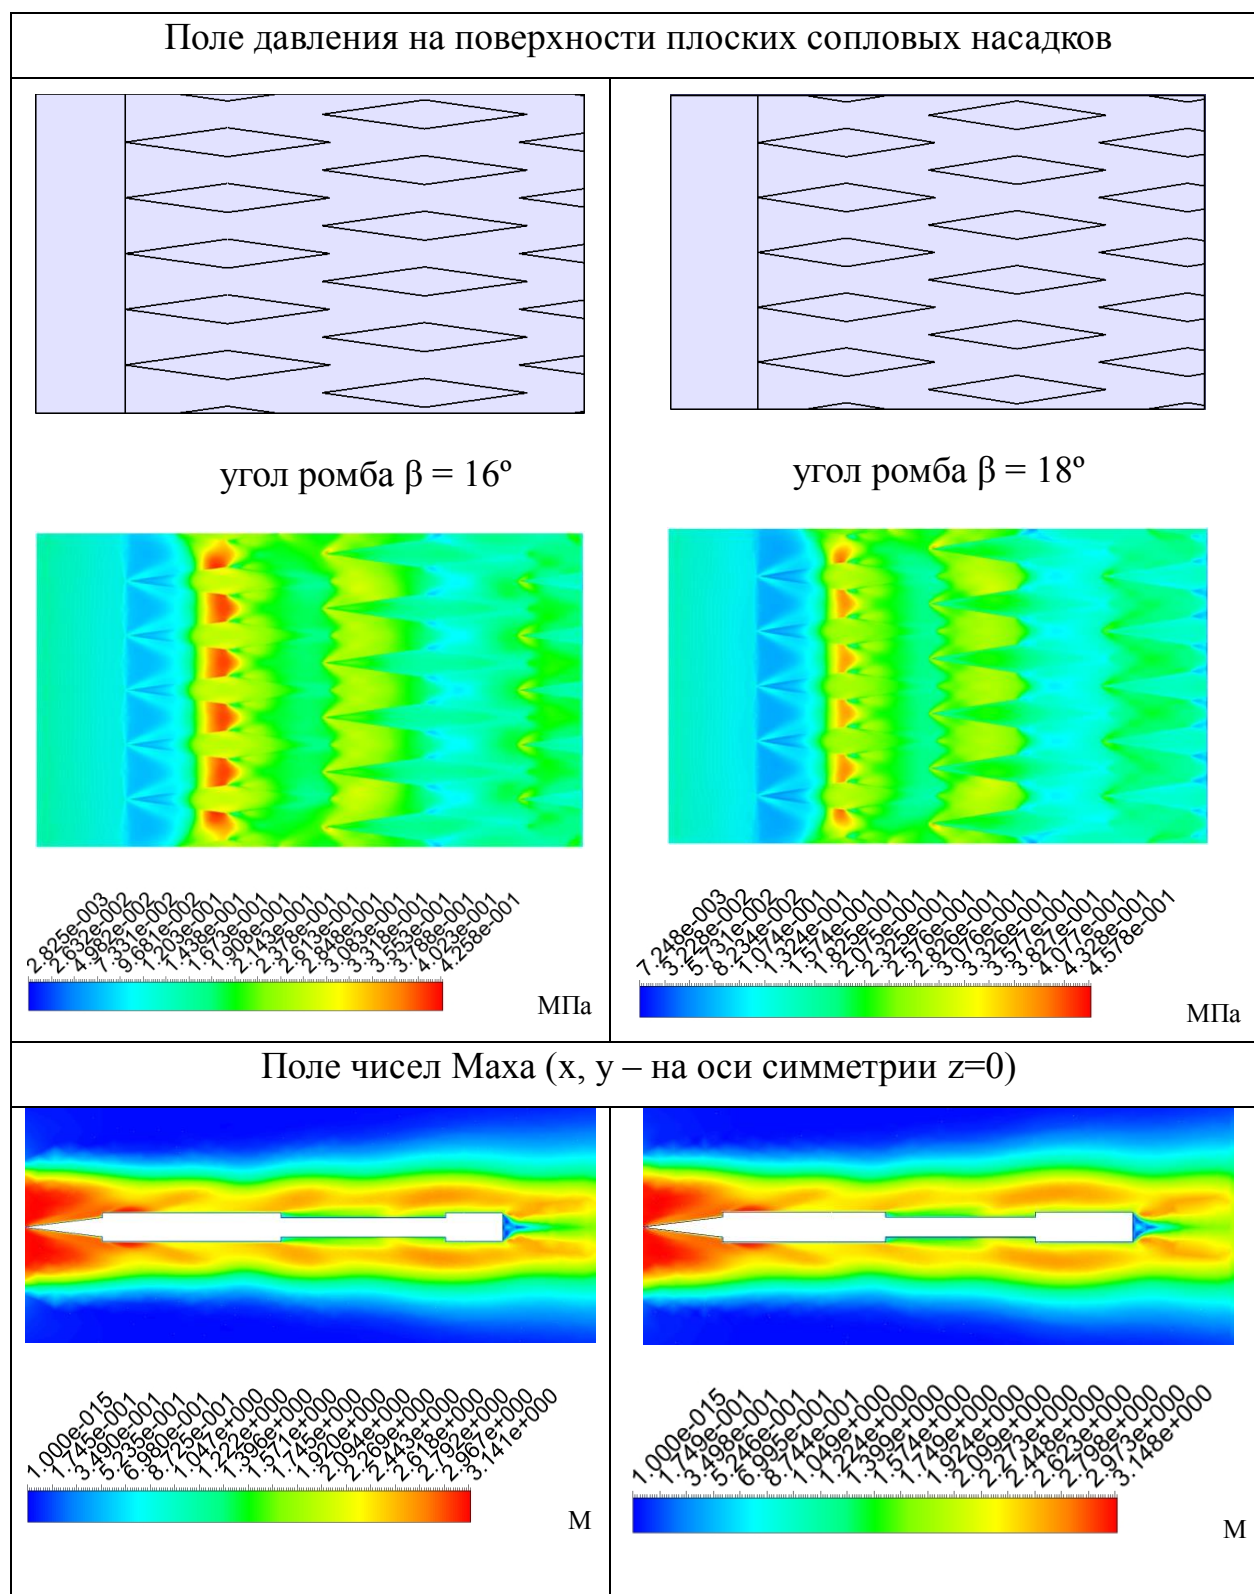 Поле давления на поверхности плоских сопловых насадков
угол ромба β = 16º
угол ромба β = 18º
2.825e-003
2.632e-002
4.982e-002
7.331e-002
9.681e-002
1.203e-001
1.438e-001
1.673e-001
1.908e-001
2.143e-001
2.378e-001
2.613e-001
2.848e-001
3.083e-001
3.318e-001
3.553e-001
3.788e-001
4.023e-001
4.258e-001
МПа
7.248e-003
3.228e-002
5.731e-002
8.234e-002
1.074e-001
1.324e-001
1.574e-001
1.825e-001
2.075e-001
2.325e-001
2.576e-001
2.826e-001
3.076e-001
3.326e-001
3.577e-001
3.827e-001
4.077e-001
4.328e-001
4.578e-001
МПа
Поле чисел Маха (x, y – на оси симметрии z=0)
1.000e-015
1.745e-001
3.490e-001
5.235e-001
6.980e-001
8.725e-001
1.047e+000
1.222e+000
1.396e+000
1.571e+000
1.745e+000
1.920e+000
2.094e+000
2.269e+000
2.443e+000
2.618e+000
2.792e+000
2.967e+000
3.141e+000
М
1.000e-015
1.749e-001
3.498e-001
5.246e-001
6.995e-001
8.744e-001
1.049e+000
1.224e+000
1.399e+000
1.574e+000
1.749e+000
1.924e+000
2.099e+000
2.273e+000
2.448e+000
2.623e+000
2.798e+000
2.973e+000
3.148e+000
М